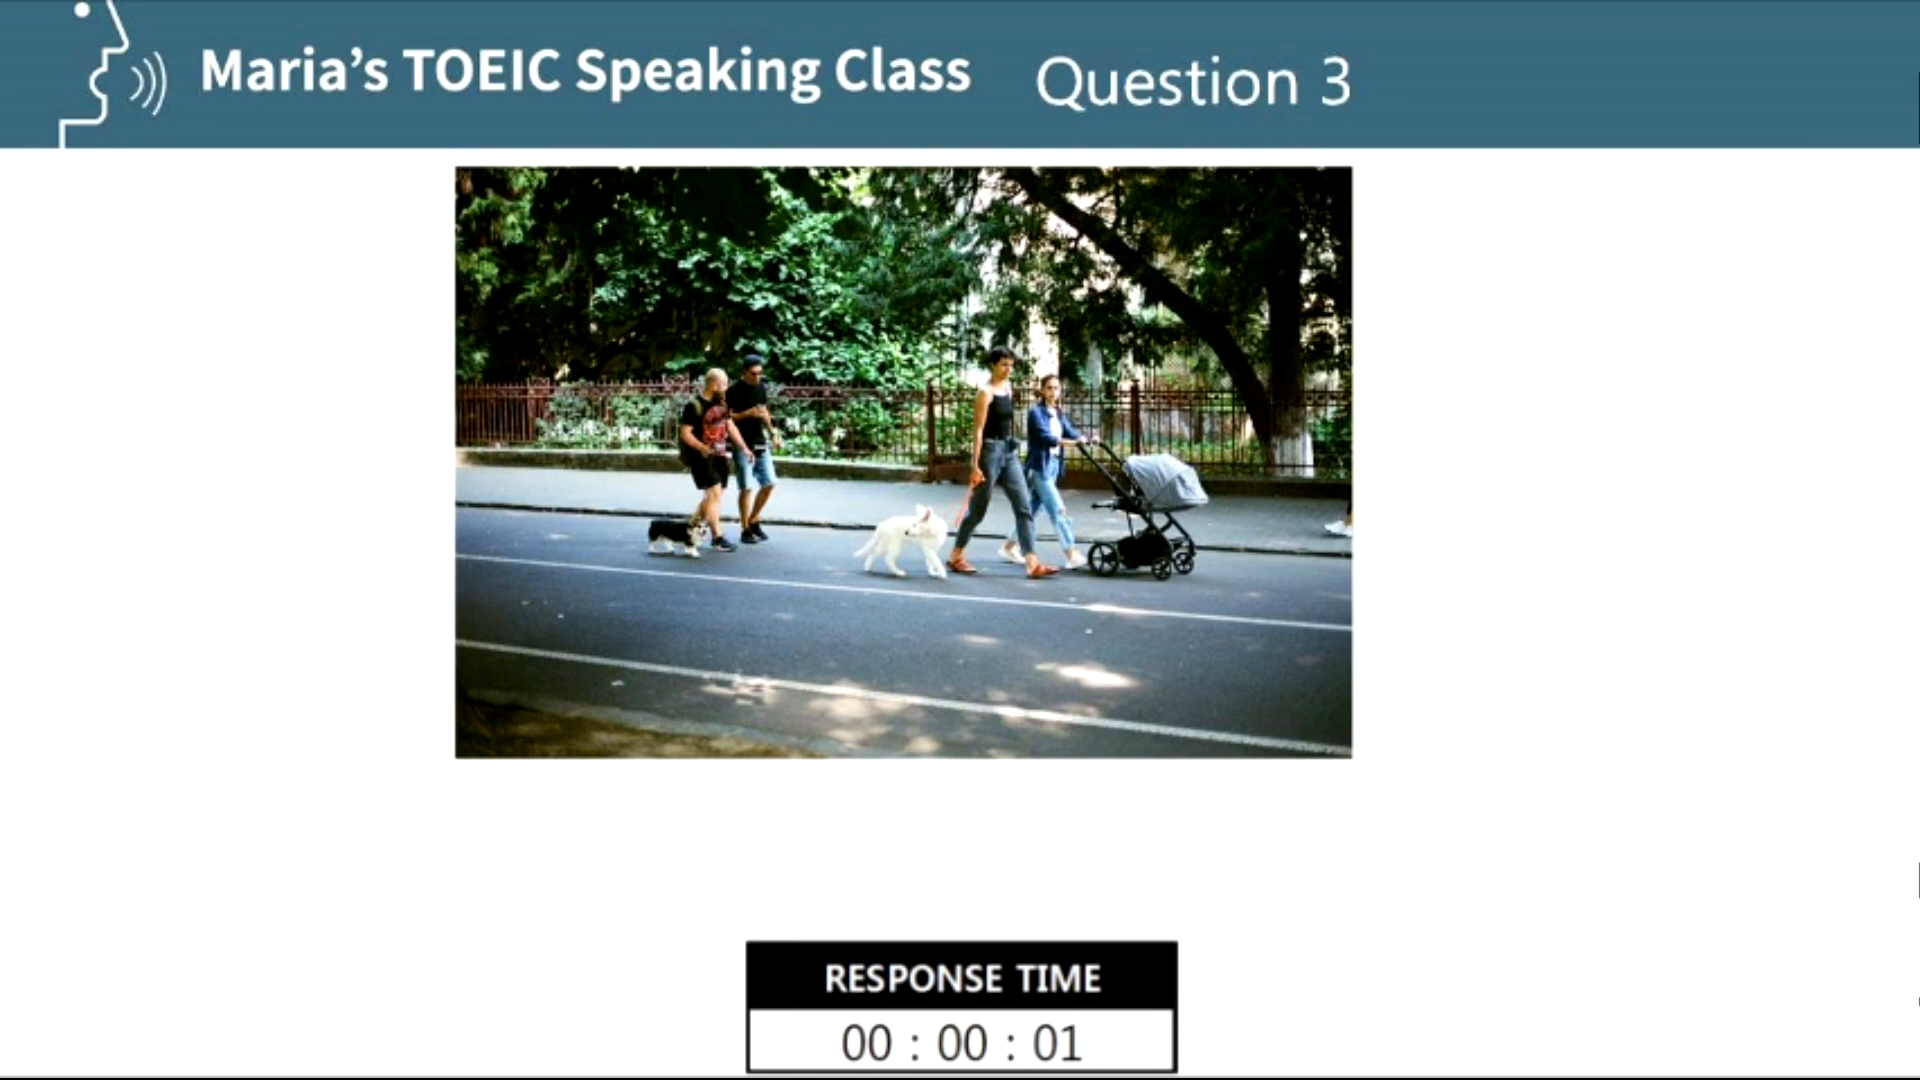 Maria's TOEIC Speaking Class
Question 3
RESPONSE TIME
00 : 00 : 01